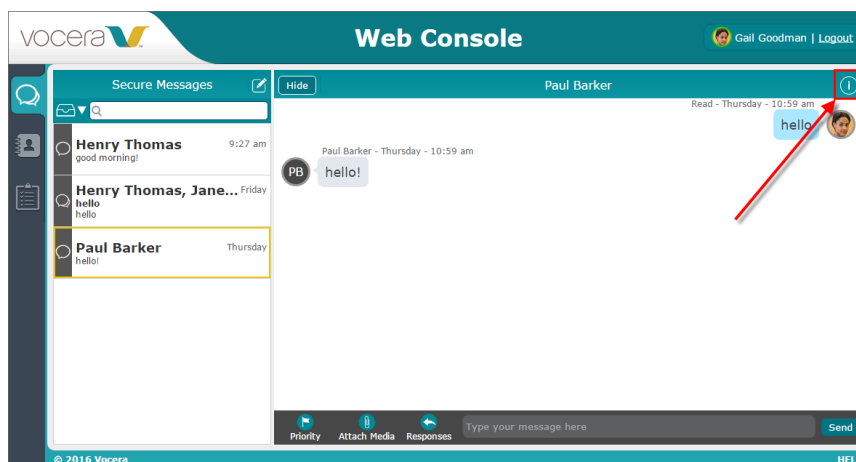 vocera
Web Console
Gail Goodman | Logout
Secure Messages
Hide
Paul Barker
i
Henry Thomas 9:27 am
good morning!
Henry Thomas, Jane... Friday
hello
hello
Paul Barker Thursday
hello!
Read - Thursday - 10:59 am
hello
Paul Barker - Thursday - 10:59 am
PB
hello!
Priority
Attach Media
Responses
Type your message here
Send
© 2016 Vocera